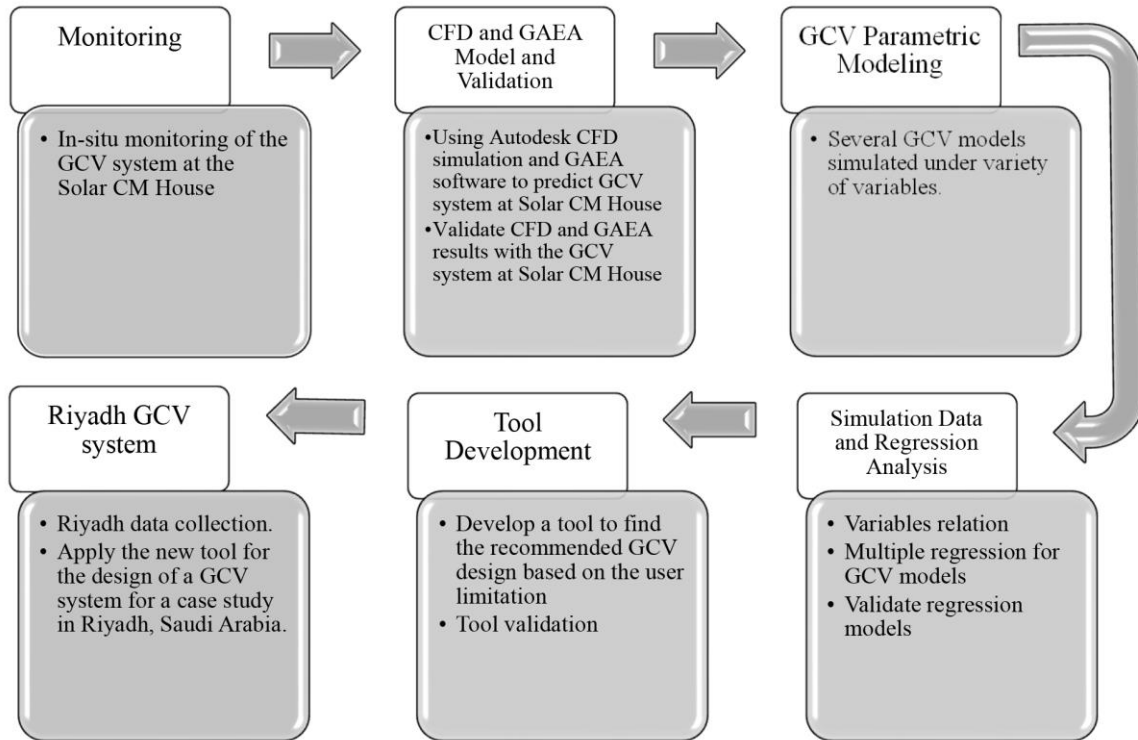 Monitoring
• In-situ monitoring of the
GCV system at the
Solar CM House
CFD and GAEA
Model and
Validation
•Using Autodesk CFD
simulation and GAEA
software to predict GCV
system at Solar CM House
•Validate CFD and GAEA
results with the GCV
system at Solar CM House
GCV Parametric
Modeling
• Several GCV models
simulated under variety
of variables.
Simulation Data
and Regression
Analysis
• Variables relation
• Multiple regression for
GCV models
• Validate regression
models
Tool
Development
• Develop a tool to find
the recommended GCV
design based on the user
limitation
• Tool validation
Riyadh GCV
system
• Riyadh data collection.
• Apply the new tool for
the design of a GCV
system for a case study
in Riyadh, Saudi Arabia.